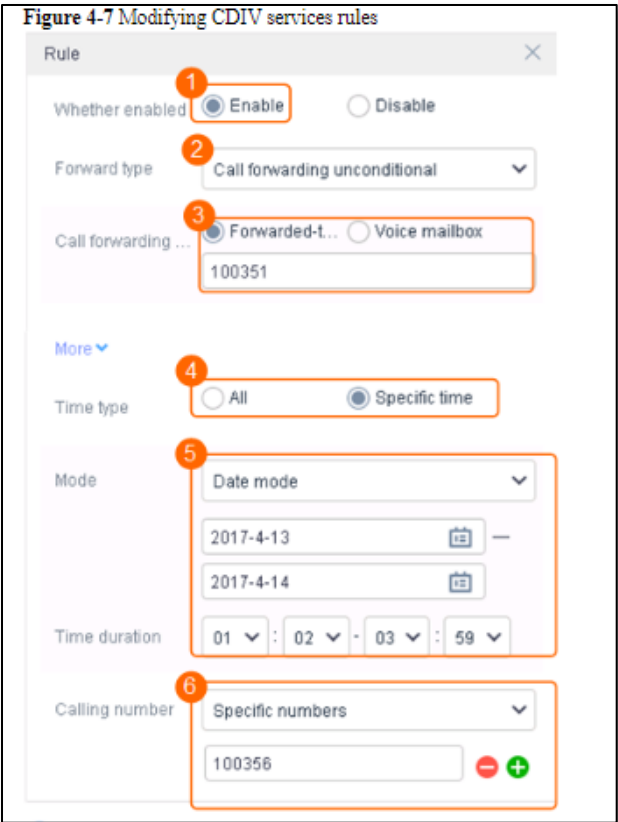 Figure 4-7 Modifying CDIV services rules
Rule
1
Whether enabled Enable Disable
2
Forward type Call forwarding unconditional
3
Call forwarding ... Forwarded-t... Voice mailbox
100351
More
4
Time type All Specific time
5
Mode Date mode
2017-4-13 —
2017-4-14
Time duration 01 : 02 - 03 : 59
6
Calling number Specific numbers
100356